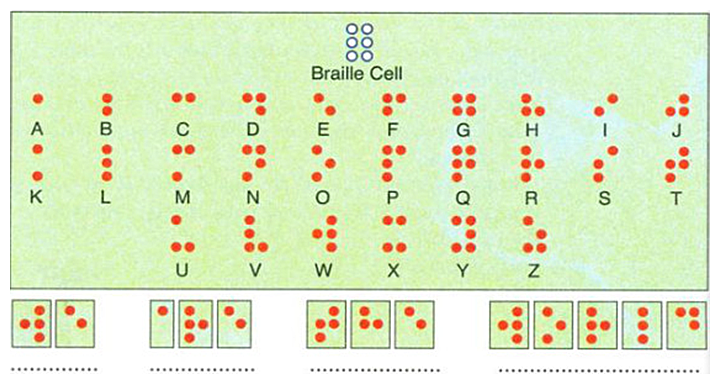 Braille Cell
⠁ ⠃ ⠉ ⠙ ⠑ ⠋ ⠛ ⠓ ⠊ ⠚
A B C D E F G H I J
⠅ ⠇ ⠍ ⠝ ⠕ ⠏ ⠟ ⠗ ⠎ ⠞
K L M N O P Q R S T
⠥ ⠧ ⠺ ⠭ ⠽ ⠵
U V W X Y Z
⠺⠑ ⠁⠗⠑ ⠞⠓⠑ ⠺⠕⠗⠇⠙